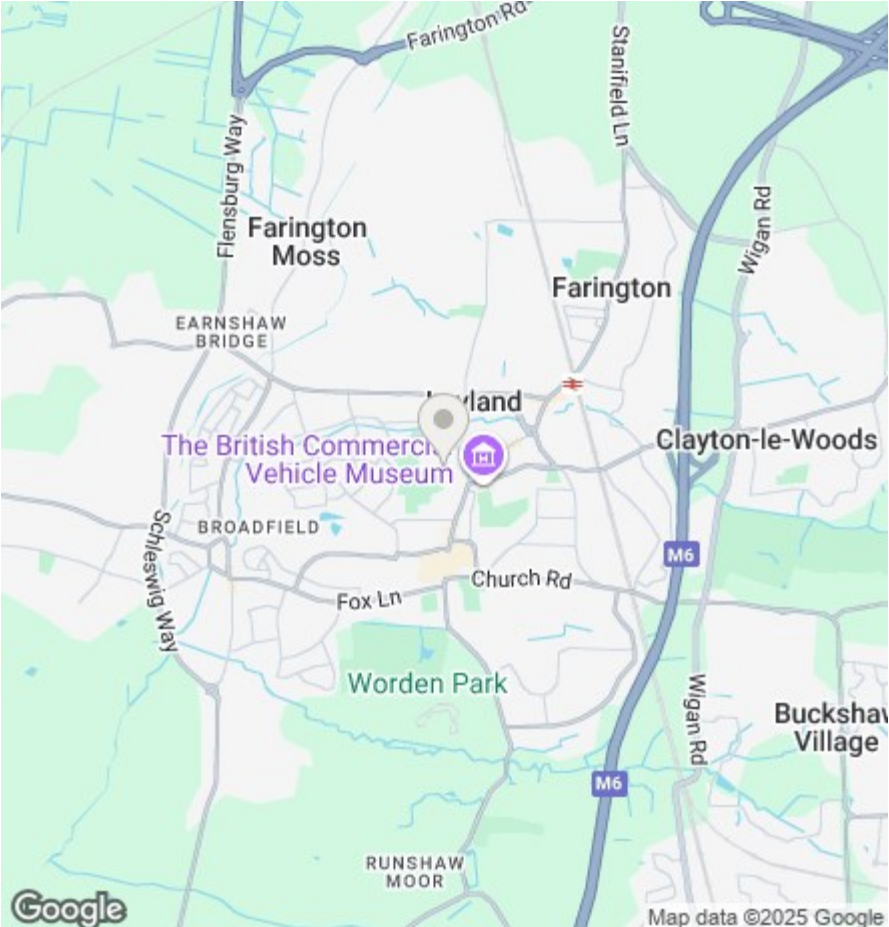 Farington Rd
Stanifield Ln
Flensburg Way
Wigan Rd
Farington
Moss
Farington
EARNSHAW
BRIDGE
Clayton-le-Woods
The British
Vehicle Museum
BROADFIELD
Schleswig Way
M6
Church Rd
Fox Ln
Worden Park
Wigan Rd
Village
M6
RUNSHAW
MOOR
Google
Map data ©2025 Google